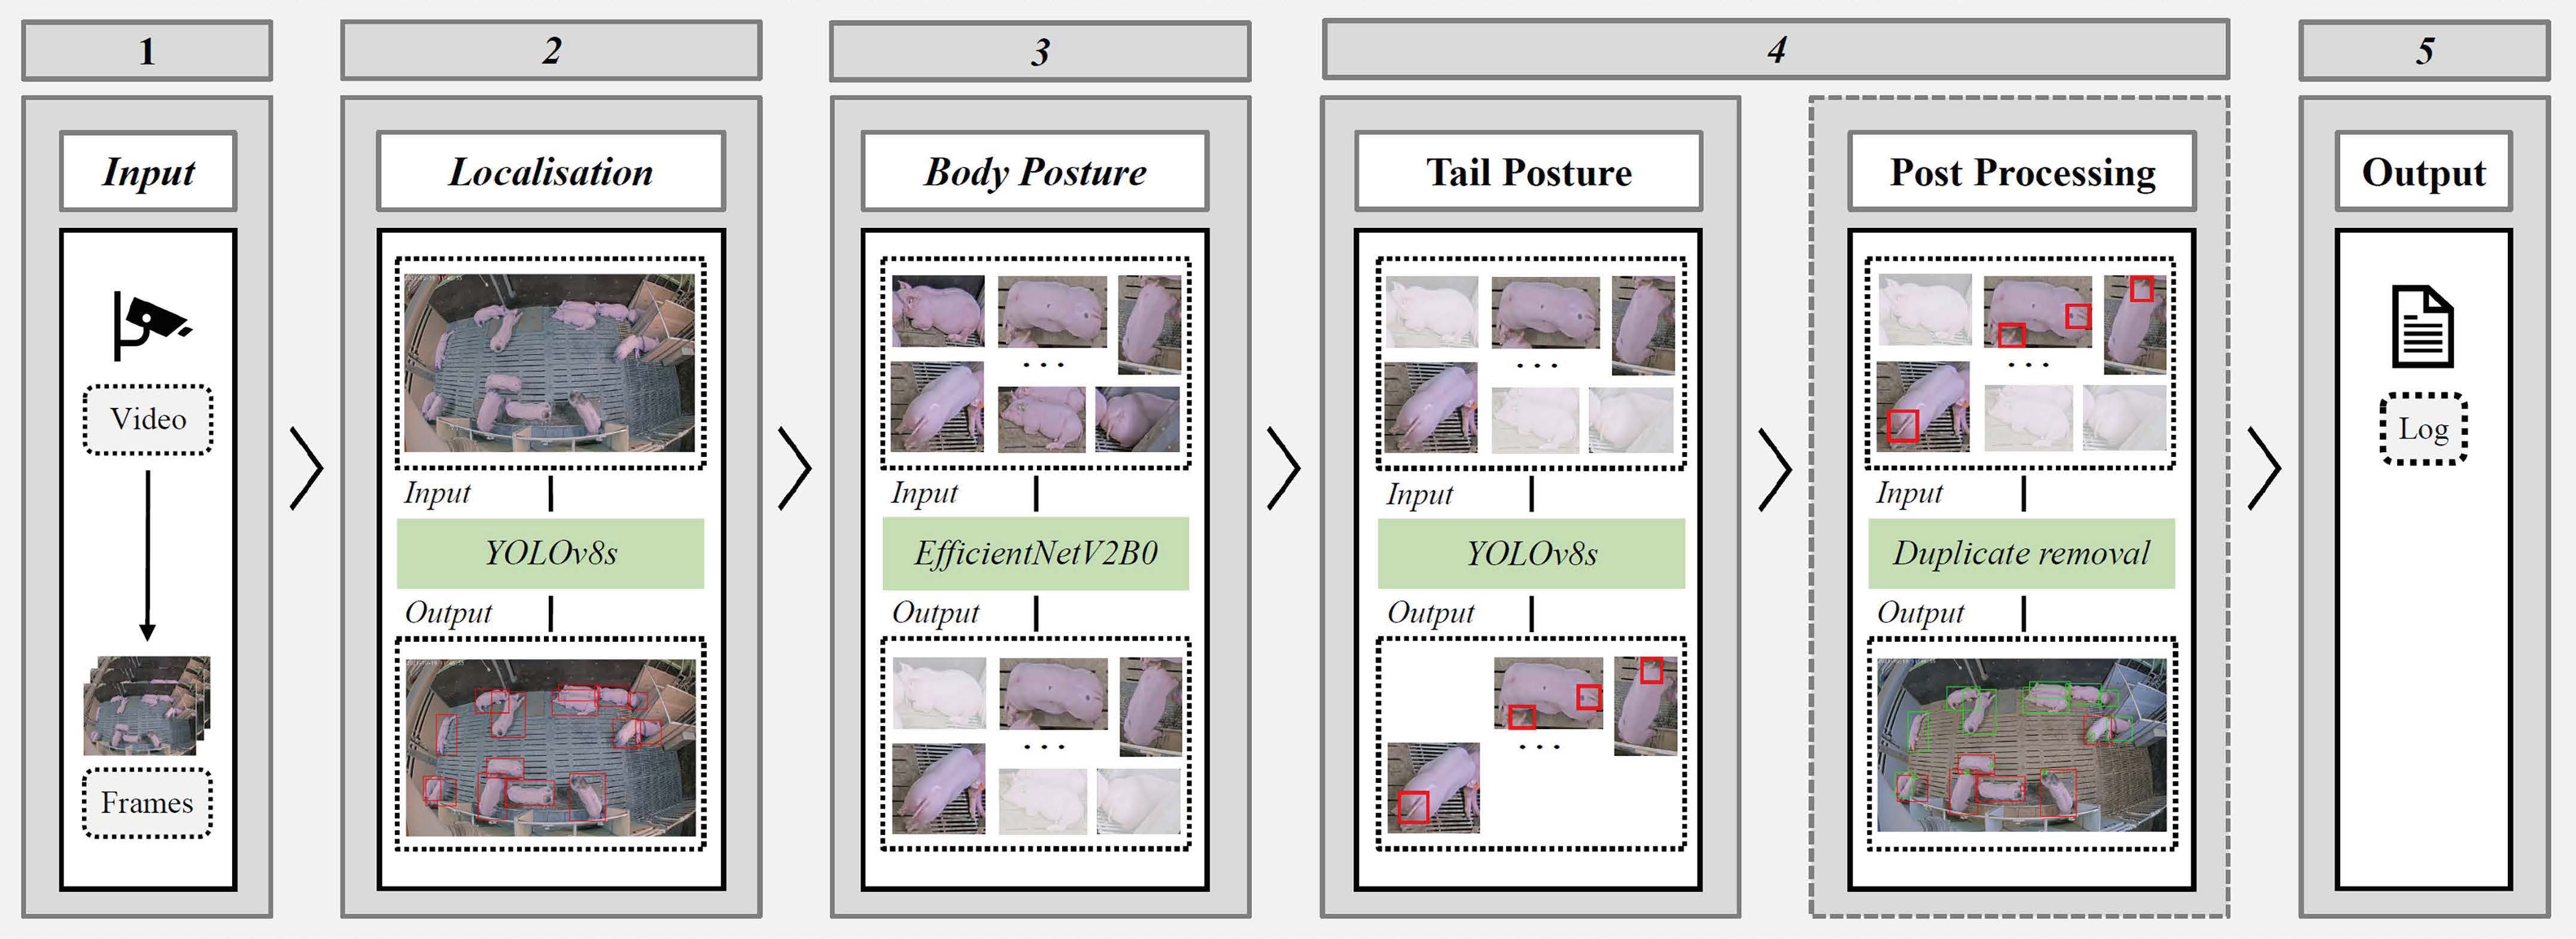 1
2
3
4
5
Input
Localisation
Body Posture
Tail Posture
Post Processing
Output
Video
Frames
Input
YOLOv8s
Output
Input
EfficientNetV2B0
Output
Input
YOLOv8s
Output
Input
Duplicate removal
Output
Log